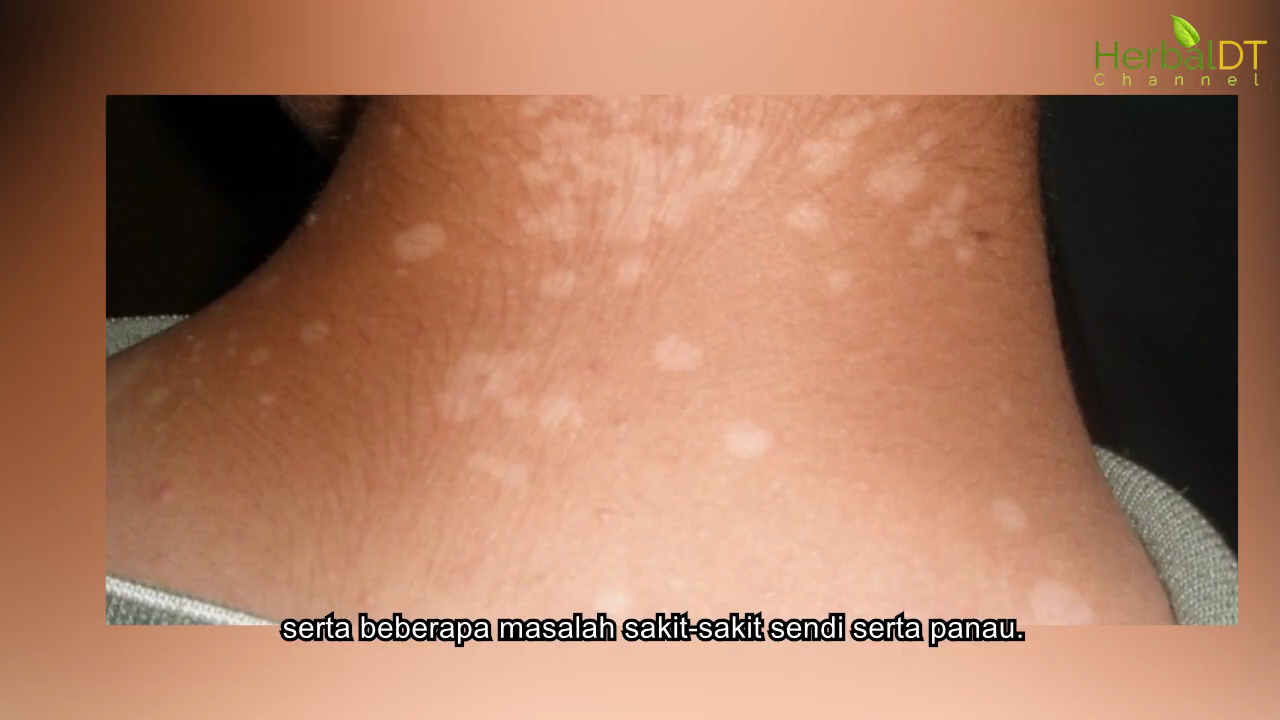 HerbalDT
Channel
serta beberapa masalah sakit-sakit sendi serta panau.